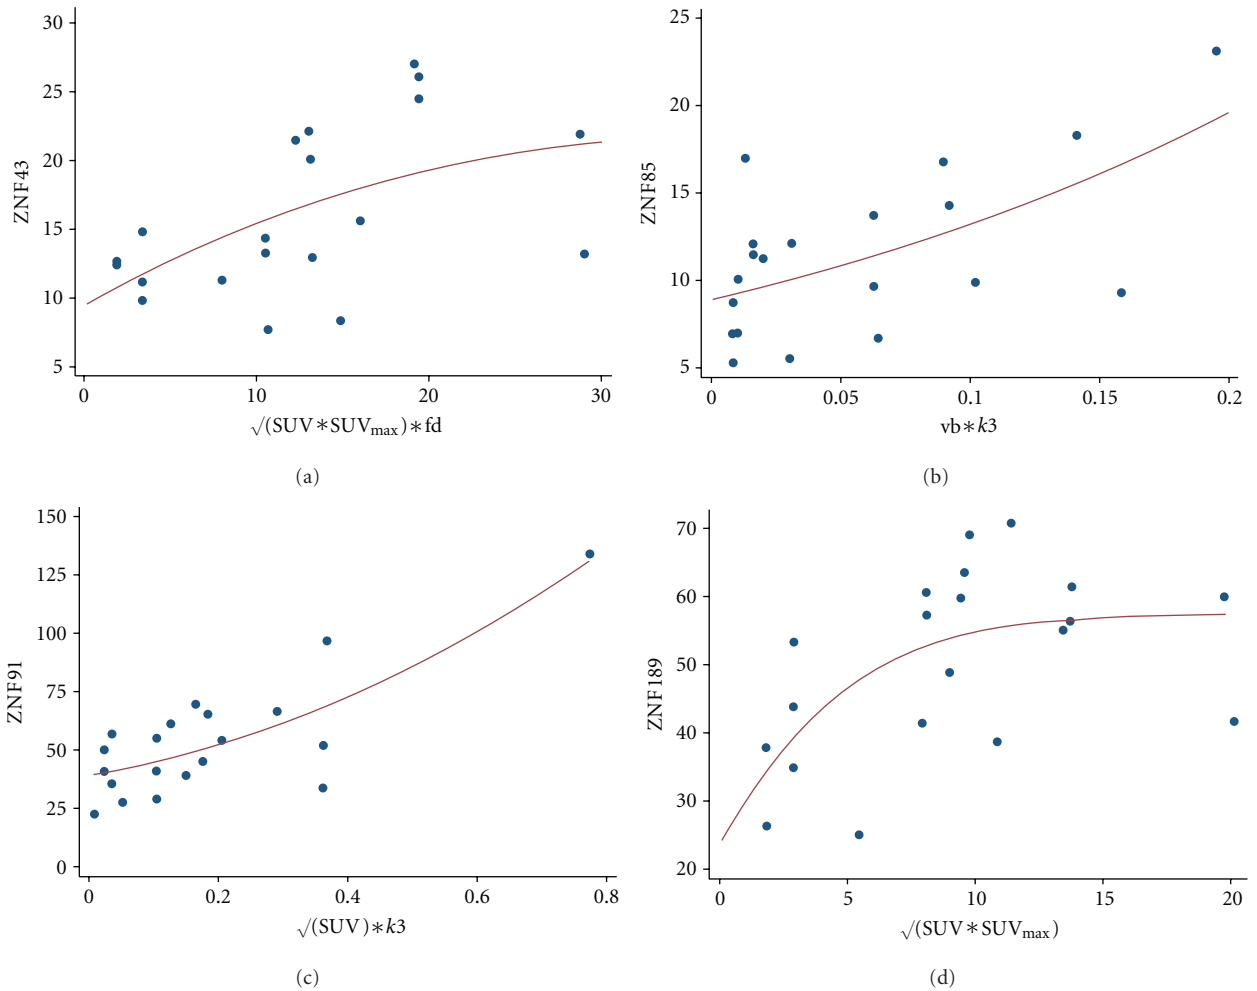 30
25
20
15
10
5
ZNF43
0 10 20 30
√(SUV∗SUVmax)∗fd
(a)
25
20
15
10
5
ZNF85
0 0.05 0.1 0.15 0.2
vb∗k3
(b)
150
125
100
75
50
25
0
ZNF91
0 0.2 0.4 0.6 0.8
√(SUV)∗k3
(c)
70
60
50
40
30
20
ZNF189
0 5 10 15 20
√(SUV∗SUVmax)
(d)